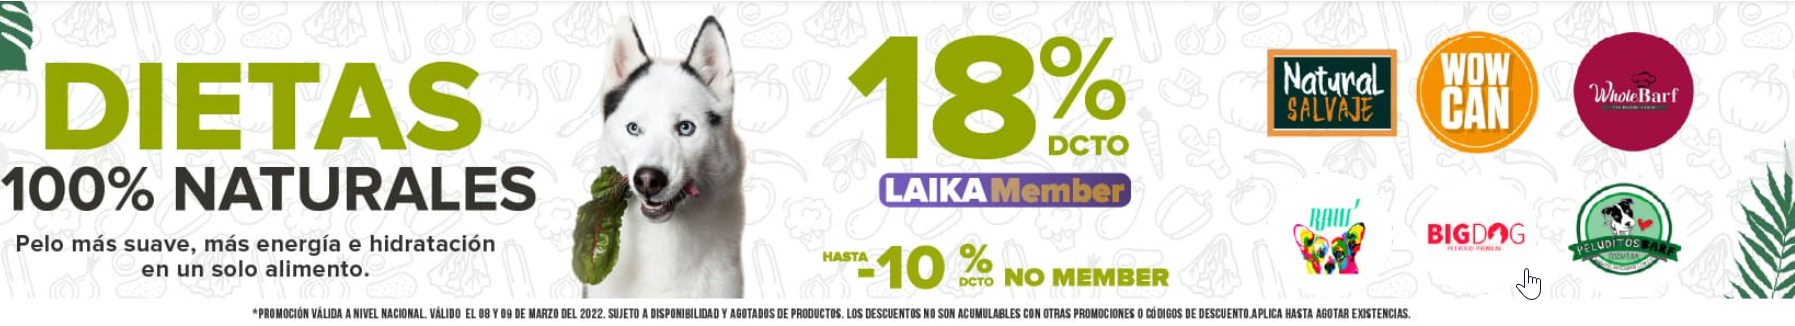 DIETAS
100% NATURALES
Pelo más suave, más energía e hidratación
en un solo alimento.
18%
DCTO
LAIKA Member
HASTA
-10 %
DCTO
NO MEMBER
Natural
SALVAJE
WOW
CAN
WholeBarf
RAW
BIGDOG
PELUDITOS BARF
*PROMOCIÓN VÁLIDA A NIVEL NACIONAL. VÁLIDO EL 08 Y 09 DE MARZO DEL 2022. SUJETO A DISPONIBILIDAD Y AGOTADOS DE PRODUCTOS. LOS DESCUENTOS NO SON ACUMULABLES CON OTRAS PROMOCIONES O CÓDIGOS DE DESCUENTO.APLICA HASTA AGOTAR EXISTENCIAS.